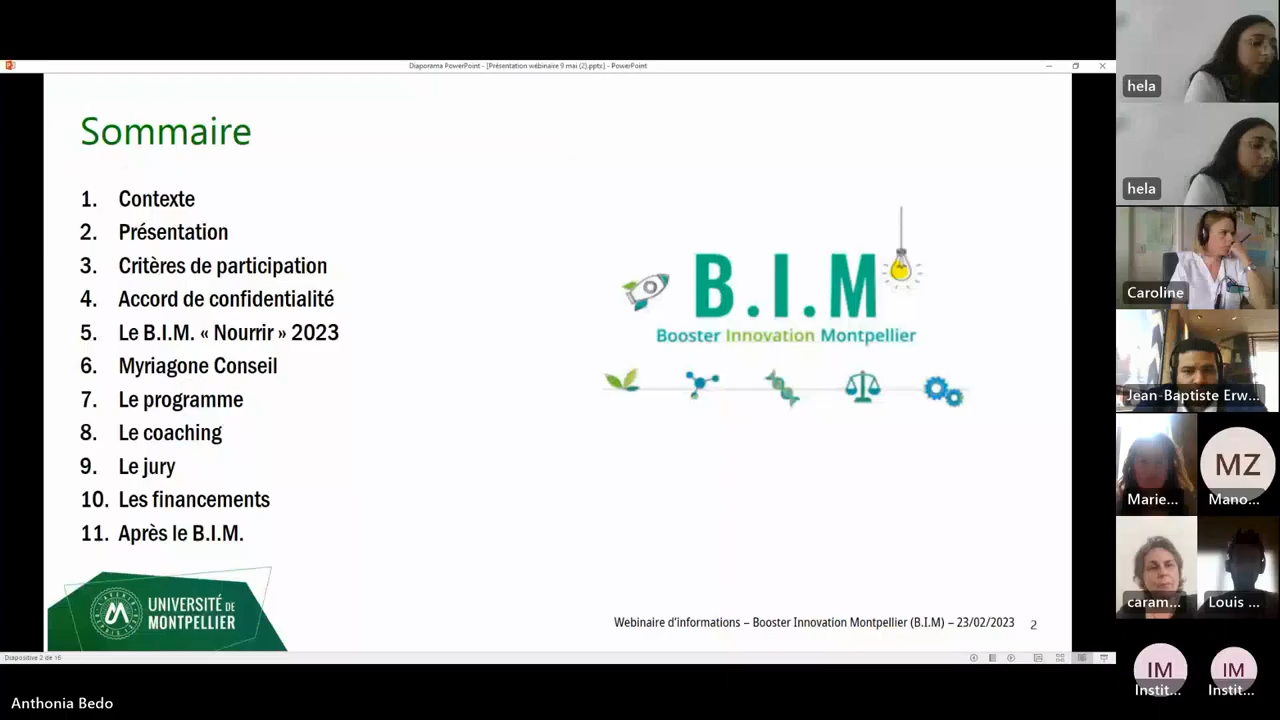 Diaporama PowerPoint - [Présentation wébinaire 9 mai (2).pptx] - PowerPoint
Sommaire
1. Contexte
2. Présentation
3. Critères de participation
4. Accord de confidentialité
5. Le B.I.M. « Nourrir » 2023
6. Myriagone Conseil
7. Le programme
8. Le coaching
9. Le jury
10. Les financements
11. Après le B.I.M.
B.I.M
Booster Innovation Montpellier
UNIVERSITÉ DE
MONTPELLIER
Webinaire d'informations – Booster Innovation Montpellier (B.I.M) – 23/02/2023 2
Diapositive 2 de 16
Anthonia Bedo
hela
hela
Caroline
Jean-Baptiste Erw...
Marie...
MZ
Mano...
caram...
Louis ...
IM
Instit...
IM
Instit...